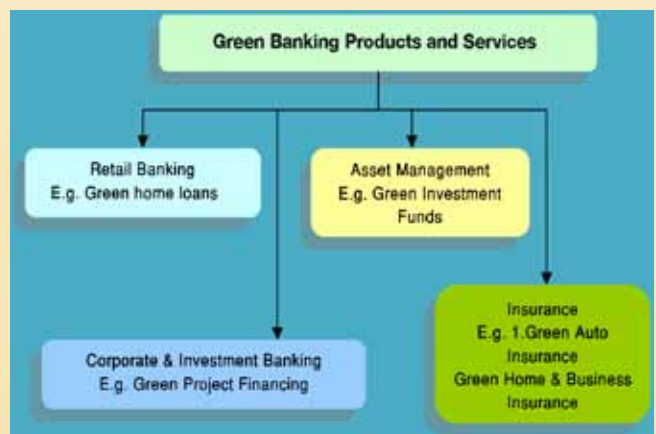 Green Banking Products and Services
Retail Banking
E.g. Green home loans
Asset Management
E.g. Green Investment
Funds
Corporate & Investment Banking
E.g. Green Project Financing
Insurance
E.g. 1.Green Auto
Insurance
Green Home & Business
Insurance